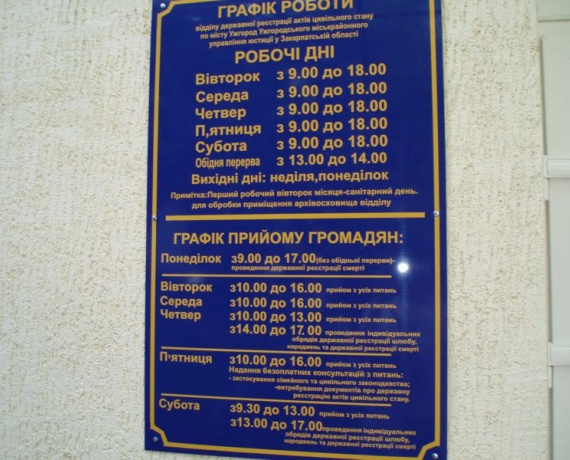 ГРАФІК РОБОТИ
відділу державної реєстрації актів цивільного стану
по місту Ужгород Ужгородського міськрайонного
управління юстиції у Закарпатській області
РОБОЧІ ДНІ
Вівторок з 9.00 до 18.00
Середа з 9.00 до 18.00
Четвер з 9.00 до 18.00
П,ятниця з 9.00 до 18.00
Субота з 9.00 до 18.00
Обідня перерва з 13.00 до 14.00
Вихідні дні: неділя,понеділок
Примітка:Перший робочий вівторок місяця-санітарний день.
для обробки приміщення архівосховища відділу
ГРАФІК ПРИЙОМУ ГРОМАДЯН:
Понеділок з9.00 до 17.00(без обідньої перерви)-
проведення державної реєстрації смерті
Вівторок з10.00 до 16.00 прийом з усіх питань
Середа з10.00 до 16.00 прийом з усіх питань
Четвер з10.00 до 13.00 прийом з усіх питань
з14.00 до 17.00 проведення індивідуальних
обрядів державної реєстрації шлюбу,
народжень та державної реєстрації смерті
П'ятниця з10.00 до 16.00 прийом з усіх питань
Надання безоплатних консультацій з питань:
- застосування сімейного та цивільного законодавства;
-витребування документів про державну
реєстрацію актів цивільного стану.
Субота з9.30 до 13.00 прийом з усіх питань
з13.00 до 17.00проведення індивідуальних
обрядів державної реєстрації шлюбу,
народжень та державної реєстрації смерті